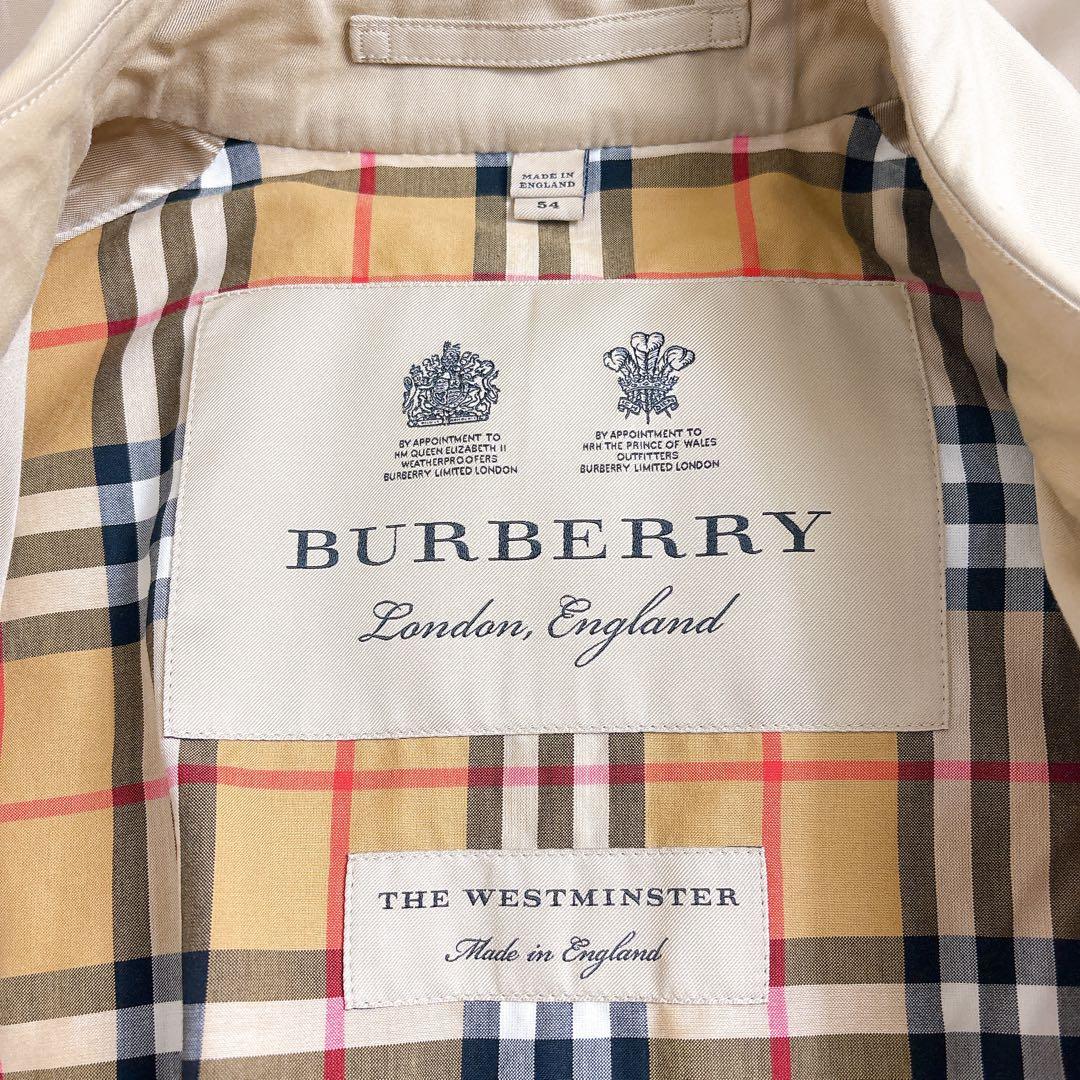 MADE IN
ENGLAND
54
BY APPOINTMENT TO
HM QUEEN ELIZABETH II
WEATHERPROOFERS
BURBERRY LIMITED LONDON
BY APPOINTMENT TO
HRH THE PRINCE OF WALES
OUTFITTERS
BURBERRY LIMITED LONDON
BURBERRY
London, England
THE WESTMINSTER
Made in England